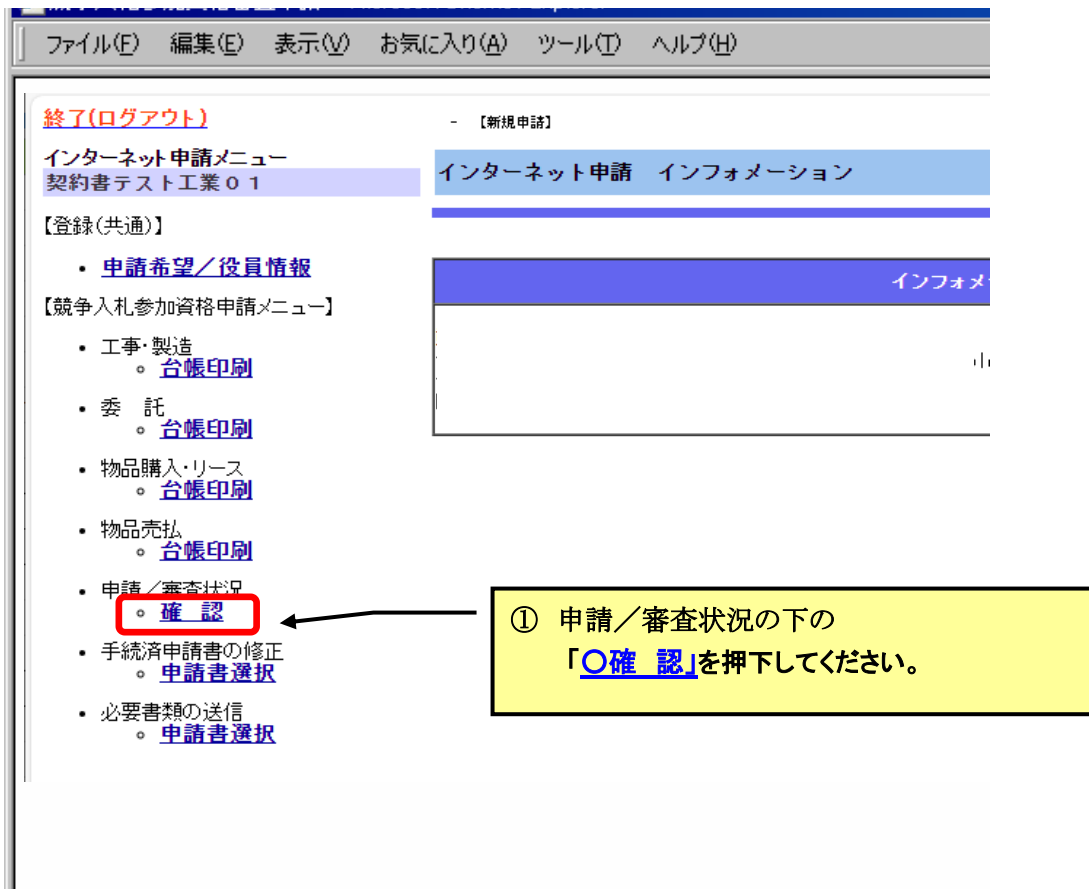 ファイル(F) 編集(E) 表示(V) お気に入り(A) ツール(T) ヘルプ(H)
終了(ログアウト)
- 【新規申請】
インターネット申請メニュー
契約書テスト工業01
インターネット申請 インフォメーション
【登録(共通)】
・ 申請希望/役員情報
【競争入札参加資格申請メニュー】
インフォメ
・ 工事・製造
○ 台帳印刷
・ 委 託
○ 台帳印刷
・ 物品購入・リース
○ 台帳印刷
・ 物品売払
○ 台帳印刷
・ 申請/審査状況
○ 確 認
・ 手続済申請書の修正
○ 申請書選択
・ 必要書類の送信
○ 申請書選択
① 申請/審査状況の下の
「○確 認」を押下してください。